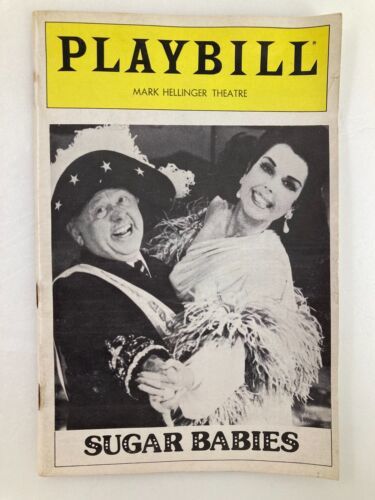 PLAYBILL
MARK HELLINGER THEATRE
SUGAR BABIES